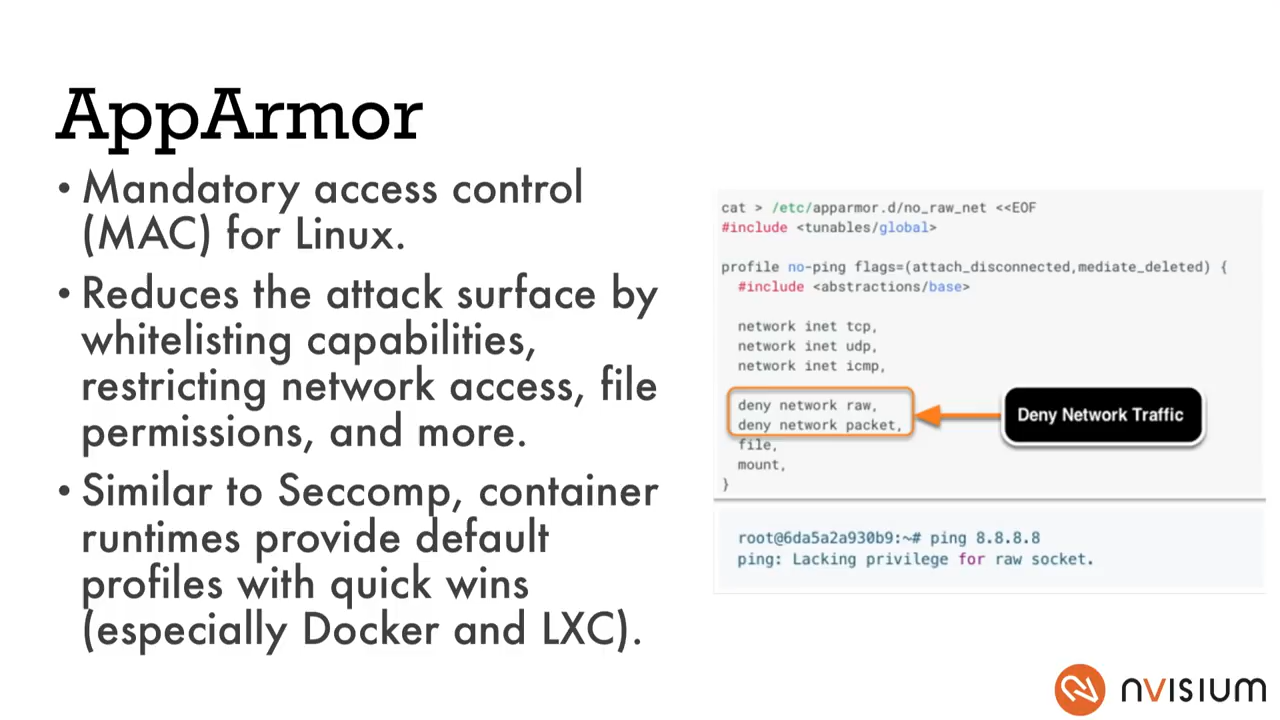 AppArmor
• Mandatory access control
(MAC) for Linux.
• Reduces the attack surface by
whitelisting capabilities,
restricting network access, file
permissions, and more.
• Similar to Seccomp, container
runtimes provide default
profiles with quick wins
(especially Docker and LXC).
cat > /etc/apparmor.d/no_raw_net <<EOF
#include <tunables/global>
profile no-ping flags=(attach_disconnected,mediate_deleted) {
#include <abstractions/base>
network inet tcp,
network inet udp,
network inet icmp,
deny network raw,
deny network packet,
file,
mount,
}
Deny Network Traffic
root@6da5a2a930b9:~# ping 8.8.8.8
ping: Lacking privilege for raw socket.
nVISIUM